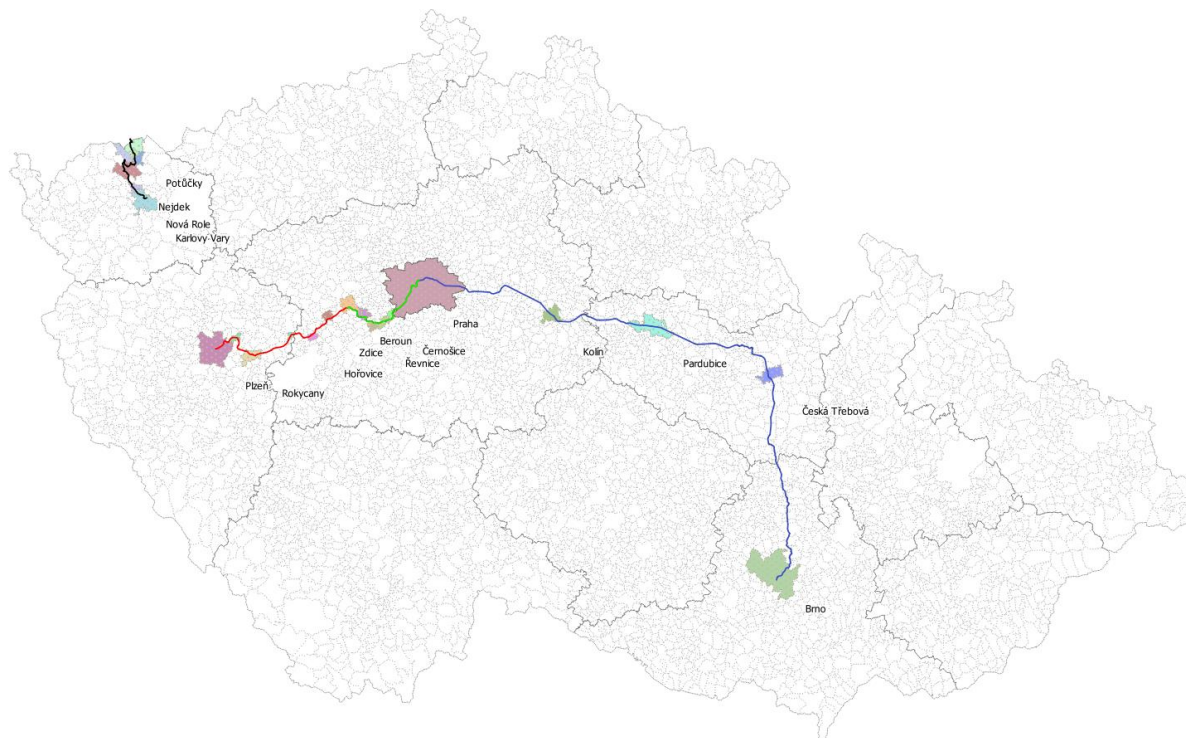 Potůčky
Nejdek
Nová Role
Karlovy Vary
Praha
Beroun
Černošice
Zdice
Řevnice
Kolín
Hořovice
Pardubice
Plzeň
Rokycany
Česká Třebová
Brno